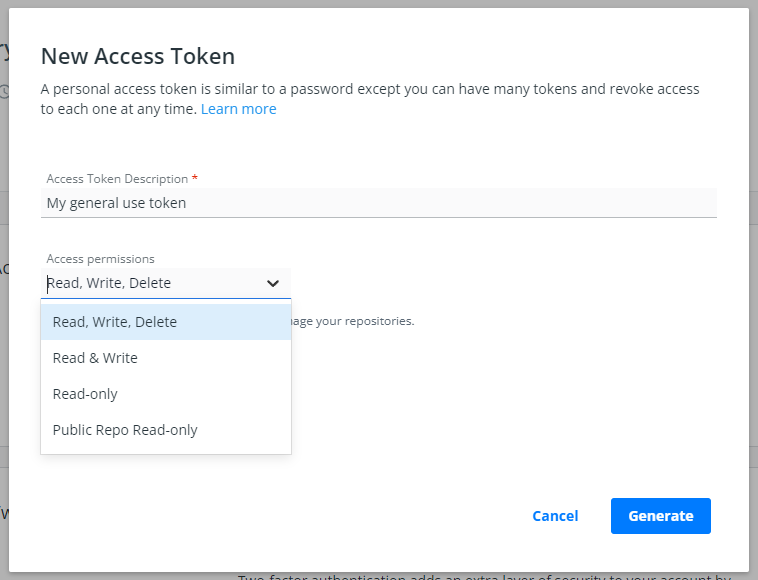 New Access Token
A personal access token is similar to a password except you can have many tokens and revoke access
to each one at any time. Learn more
Access Token Description *
My general use token
Access permissions
Read, Write, Delete
Read, Write, Delete
age your repositories.
Read & Write
Read-only
Public Repo Read-only
Cancel
Generate
Two-factor authentication adds an extra layer of security to your account by